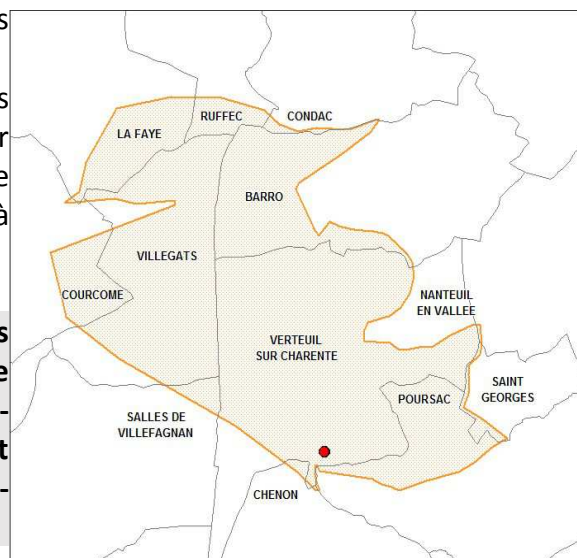 s
s
r
e
à
s
e
-
t
-
RUFFEC
CONDAC
LA FAYE
BARRO
VILLEGATS
COURCOME
NANTEUIL
EN VALLEE
VERTEUIL
SUR CHARENTE
SAINT
GEORGES
POURSAC
SALLES DE
VILLEFAGNAN
CHENON